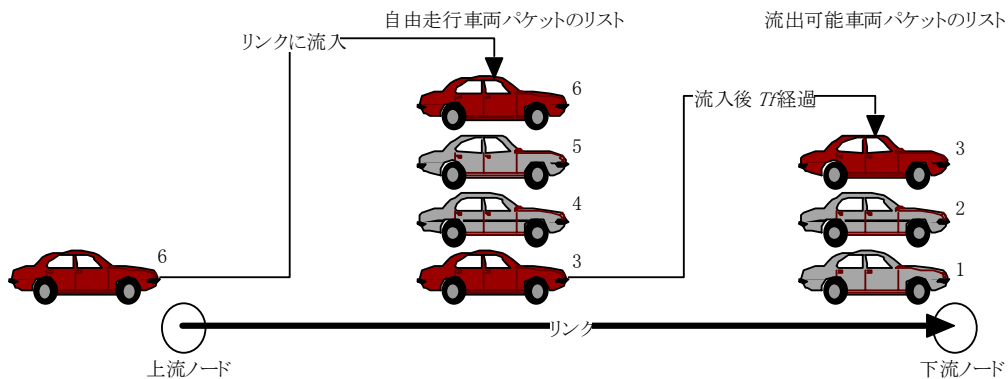 自由走行車両パケットのリスト
流出可能車両パケットのリスト
リンクに流入
流入後 Tf経過
6
5
4
3
3
2
1
6
リンク
上流ノード
下流ノード